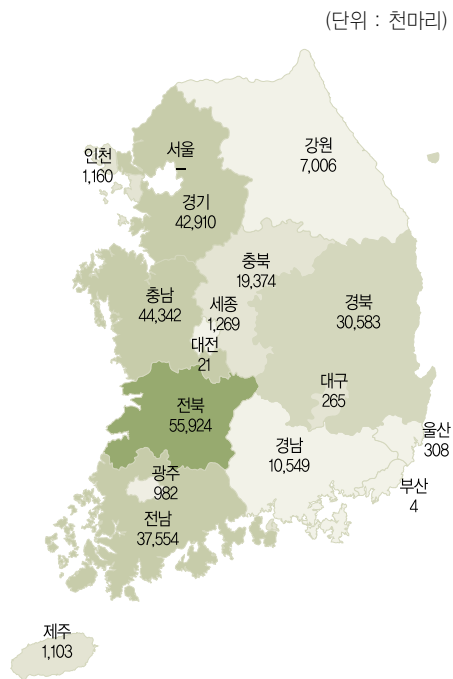 (단위 : 천마리)
강원
7,006
서울
-
인천
1,160
경기
42,910
충북
19,374
충남
44,342
세종
1,269
경북
30,583
대전
21
대구
265
전북
55,924
울산
308
경남
10,549
광주
982
부산
4
전남
37,554
제주
1,103